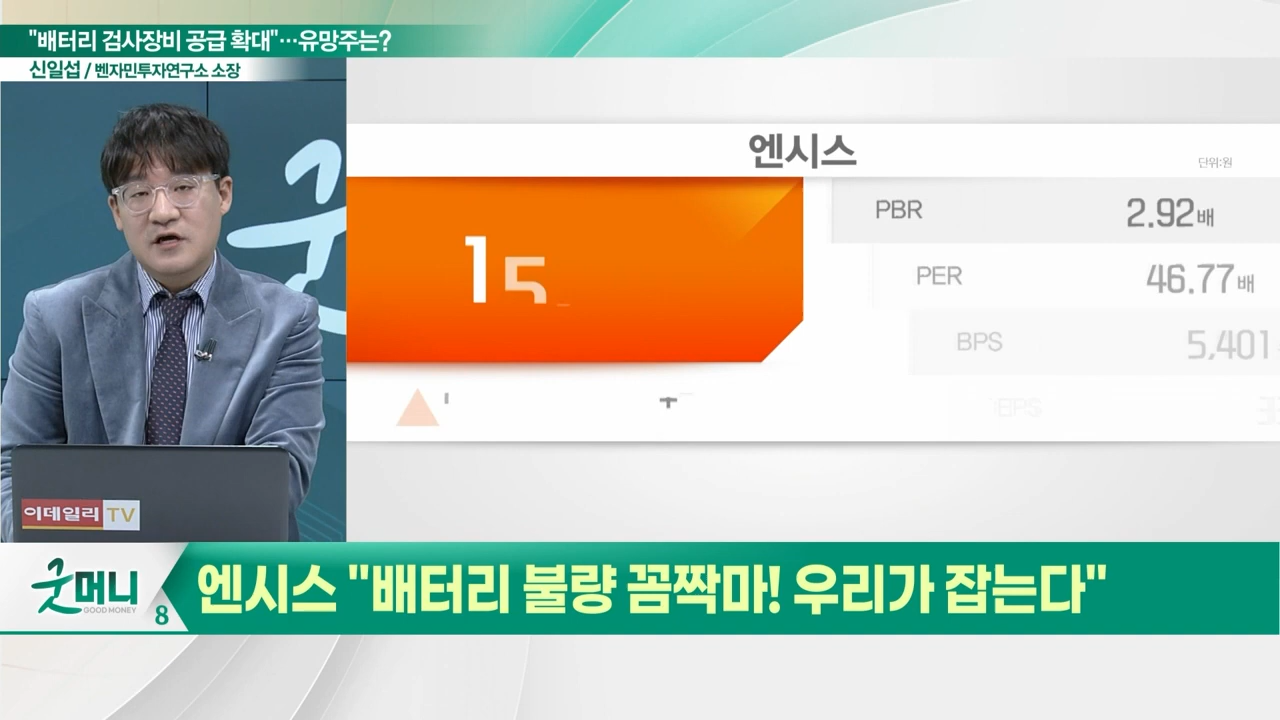 "배터리 검사장비 공급 확대"…유망주는?
신일섭 / 벤자민투자연구소 소장
엔시스
단위:원
PBR 2.92배
PER 46.77배
BPS 5,401
EPS
15
이데일리TV
굿머니
GOOD MONEY
8
엔시스 "배터리 불량 꼼짝마! 우리가 잡는다"